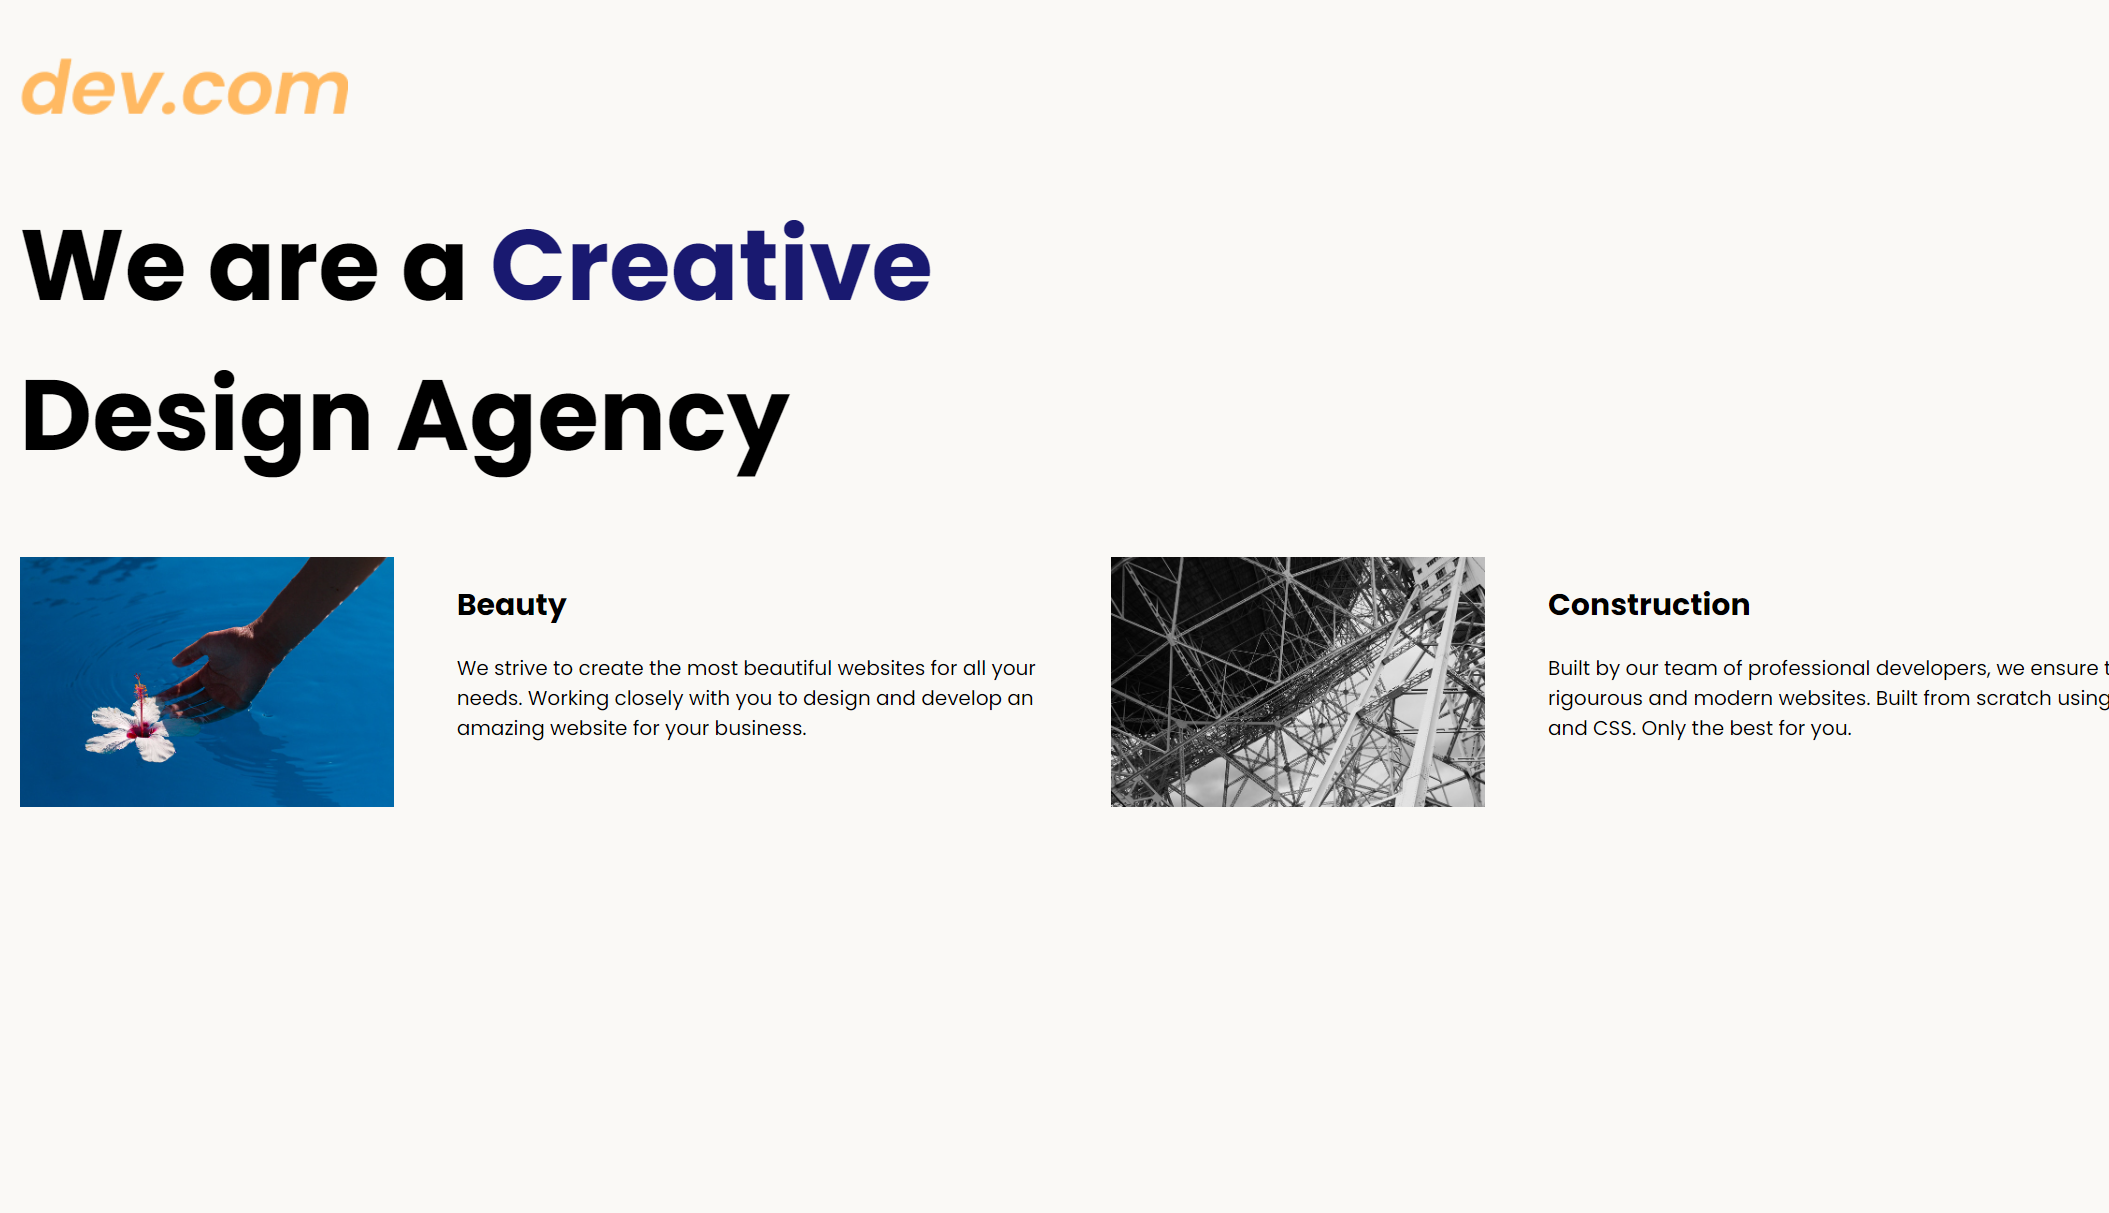 dev.com
We are a Creative
Design Agency
Beauty
We strive to create the most beautiful websites for all your
needs. Working closely with you to design and develop an
amazing website for your business.
Construction
Built by our team of professional developers, we ensure
rigourous and modern websites. Built from scratch using
and CSS. Only the best for you.